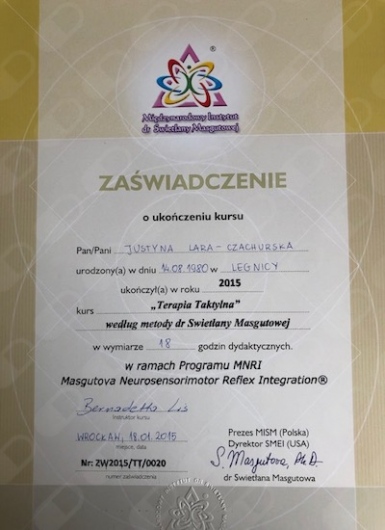 ®
Międzynarodowy Instytut
dr Świetlany Masgutowej
ZAŚWIADCZENIE
o ukończeniu kursu
Pan/Pani JUSTYNA LARA - CZACHURSKA
urodzony(a) w dniu 14.08 1980 w LEGNICY
ukończył(a) w roku 2015
kurs „Terapia Taktylna”
według metody dr Swietlany Masgutowej
w wymiarze 18 godzin dydaktycznych.
w ramach Programu MNRI
Masgutova Neurosensorimotor Reflex Integration®
Bernadetta Lis
instruktor kursu
WROCŁAW, 18.01.2015
miejsce, data
Prezes MISM (Polska)
Dyrektor SMEI (USA)
Nr: ZW/2015/TT/0020
numer zaświadczenia
S. Masgutova, Ph.D.
dr Swietlana Masgutowa